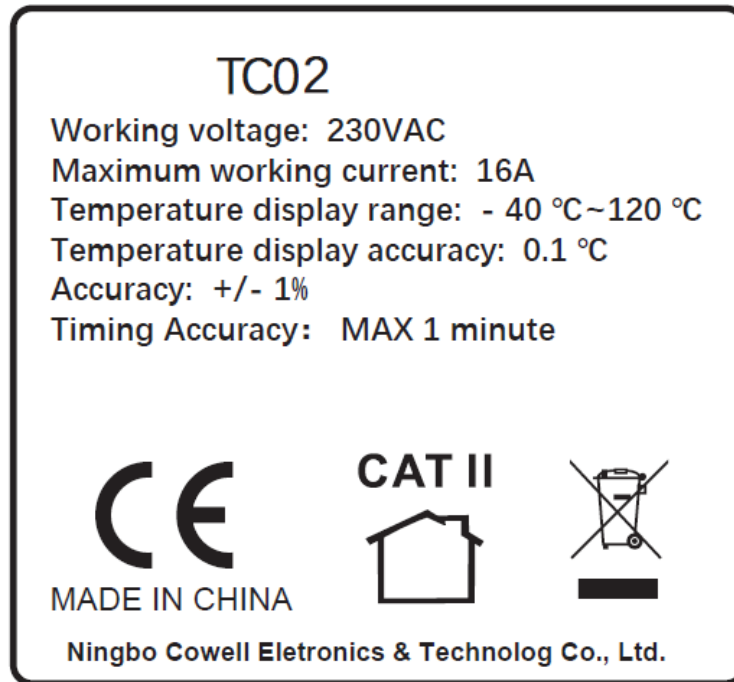 TC02
Working voltage: 230VAC
Maximum working current: 16A
Temperature display range: - 40 ℃~120 ℃
Temperature display accuracy: 0.1 ℃
Accuracy: +/- 1%
Timing Accuracy： MAX 1 minute
CE
CAT II
MADE IN CHINA
Ningbo Cowell Eletronics & Technolog Co., Ltd.